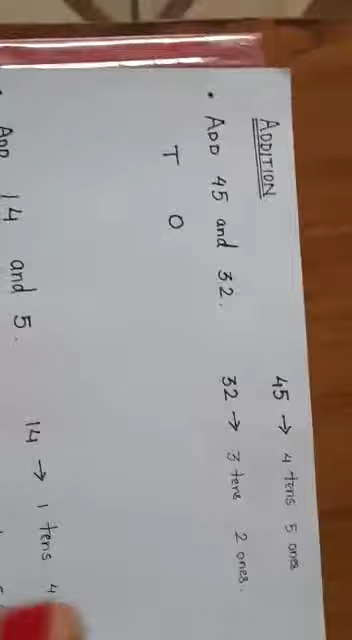 ADDITION
45 → 4 tens 5 ones
• ADD 45 and 32.
32 → 3 tens 2 ones.
T O
ADD 14 and 5.
14 → 1 tens 4